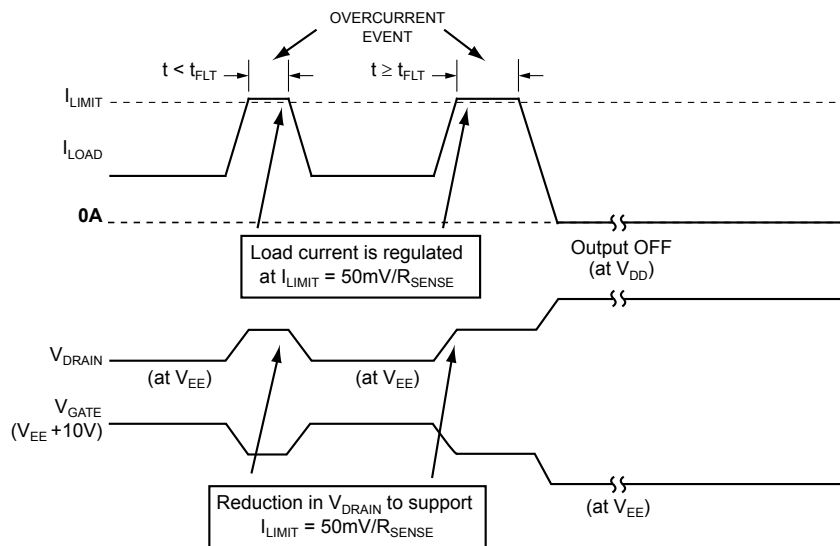 OVERCURRENT
EVENT
t < tFLT
t ≥ tFLT
ILIMIT
ILOAD
0A
Load current is regulated
at ILIMIT = 50mV/RSENSE
Output OFF
(at VDD)
VDRAIN
(at VEE)
(at VEE)
VGATE
(VEE +10V)
Reduction in VDRAIN to support
ILIMIT = 50mV/RSENSE
(at VEE)